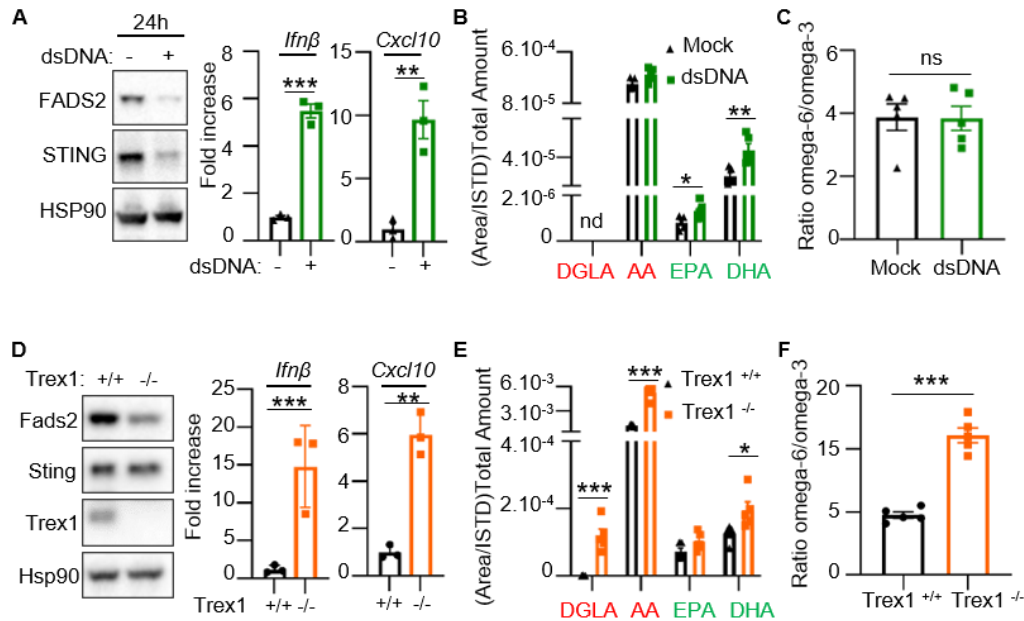 A
24h
dsDNA: - +
FADS2
STING
HSP90
Fold increase
Ifnβ
***
8
6
4
2
0
Cxcl10
**
15
10
5
0
dsDNA: - + - +
B
(Area/ISTD)Total Amount
6-10-4
8-10-5
4-10-5
2-10-6
0
Mock
dsDNA
nd
*
**
DGLA AA EPA DHA
C
Ratio omega-6/omega-3
6
4
2
0
ns
Mock dsDNA
D
Trex1: +/+ -/-
Fads2
Sting
Trex1
Hsp90
Fold increase
Ifnβ
***
25
20
15
10
5
0
Cxcl10
**
8
6
4
2
0
Trex1 +/+ -/- +/+ -/-
E
(Area/ISTD)Total Amount
6-10-3
3-10-3
4-10-4
2-10-4
0
Trex1 +/+
Trex1 -/-
***
***
*
DGLA AA EPA DHA
F
Ratio omega-6/omega-3
20
15
5
0
***
Trex1 +/+ Trex1 -/-